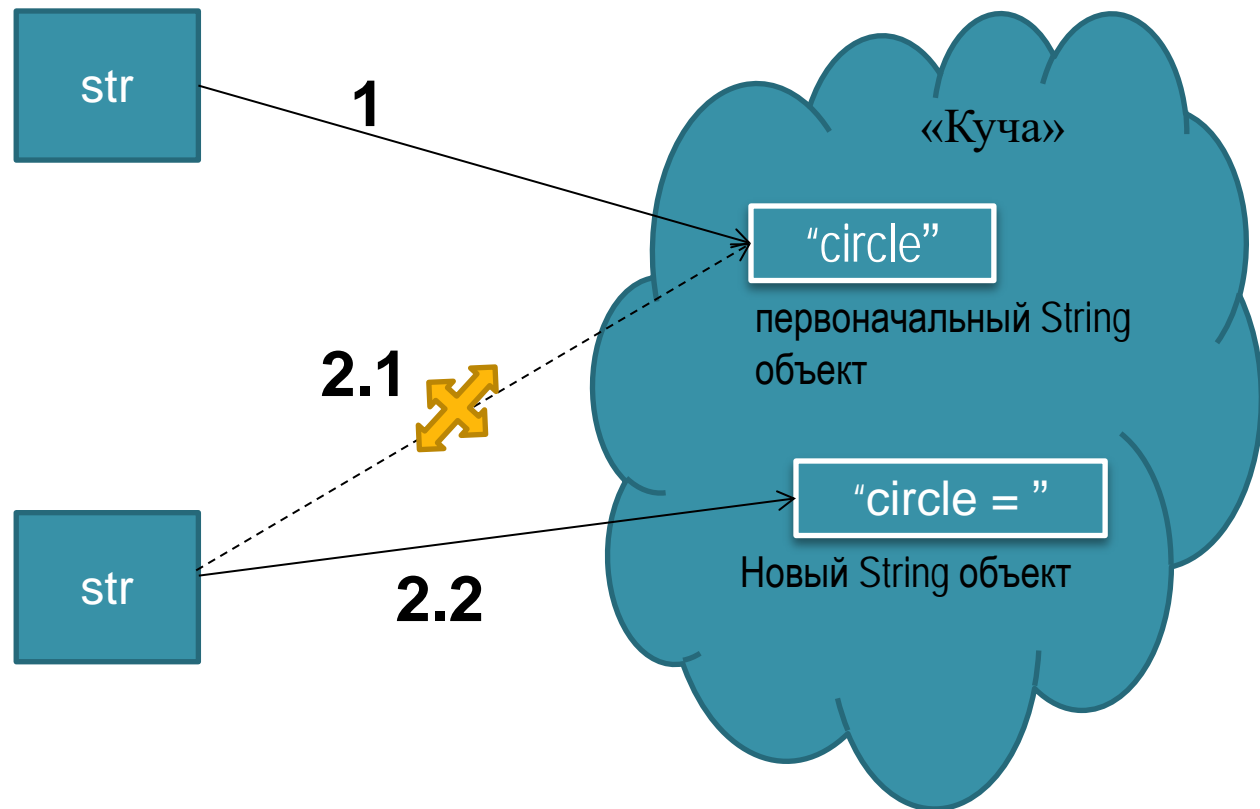 str
1
«Куча»
“circle”
первоначальный String
объект
2.1
“circle = ”
Новый String объект
str
2.2